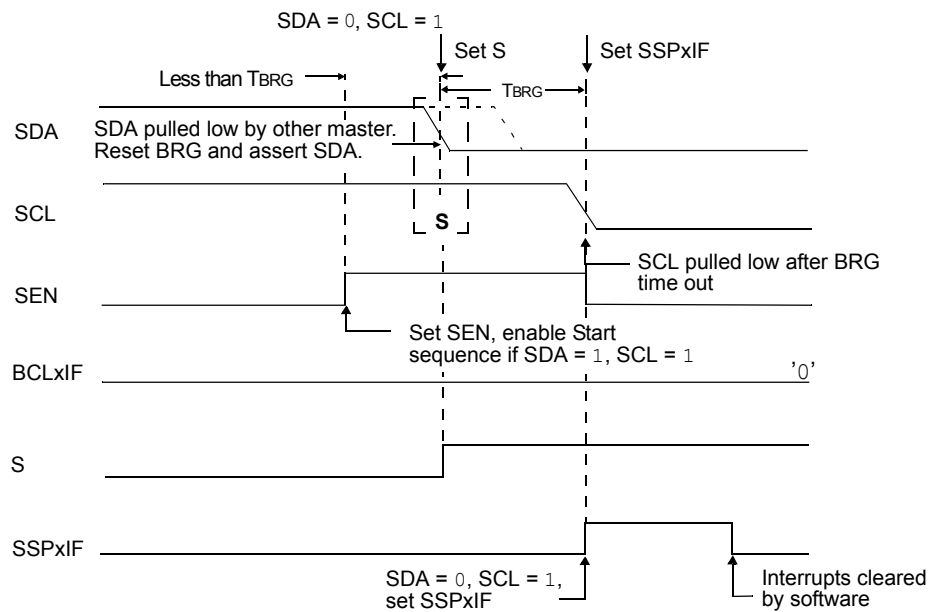 SDA = 0, SCL = 1
Set S
Set SSPxIF
Less than TBRG
TBRG
SDA
SDA pulled low by other master.
Reset BRG and assert SDA.
SCL
S
SCL pulled low after BRG
time out
SEN
Set SEN, enable Start
sequence if SDA = 1, SCL = 1
BCLxIF
'0'
S
SSPxIF
SDA = 0, SCL = 1,
set SSPxIF
Interrupts cleared
by software